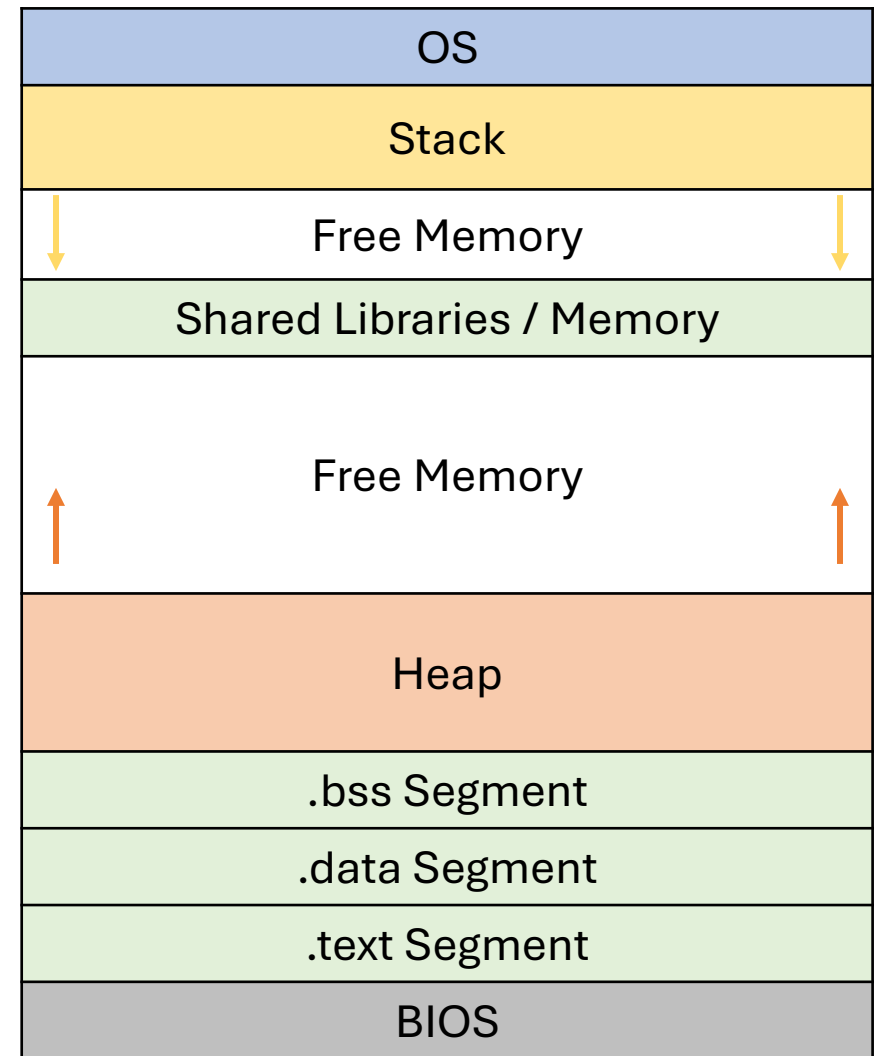 OS
Stack
Free Memory
Shared Libraries / Memory
Free Memory
Heap
.bss Segment
.data Segment
.text Segment
BIOS